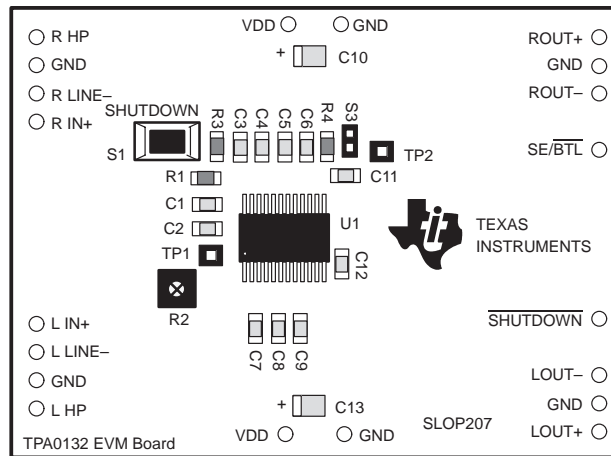 VDD GND
R HP
GND
R LINE–
R IN+
+ C10
ROUT+
GND
ROUT–
SHUTDOWN
S1
R3
C3
C4
C5
C6
R4
S3
TP2
SE/BTL
R1
C11
C1
C2
U1
TP1
C12
R2
TEXAS
INSTRUMENTS
L IN+
L LINE–
GND
L HP
SHUTDOWN
C7
C8
C9
LOUT–
GND
LOUT+
+ C13
SLOP207
TPA0132 EVM Board
VDD GND